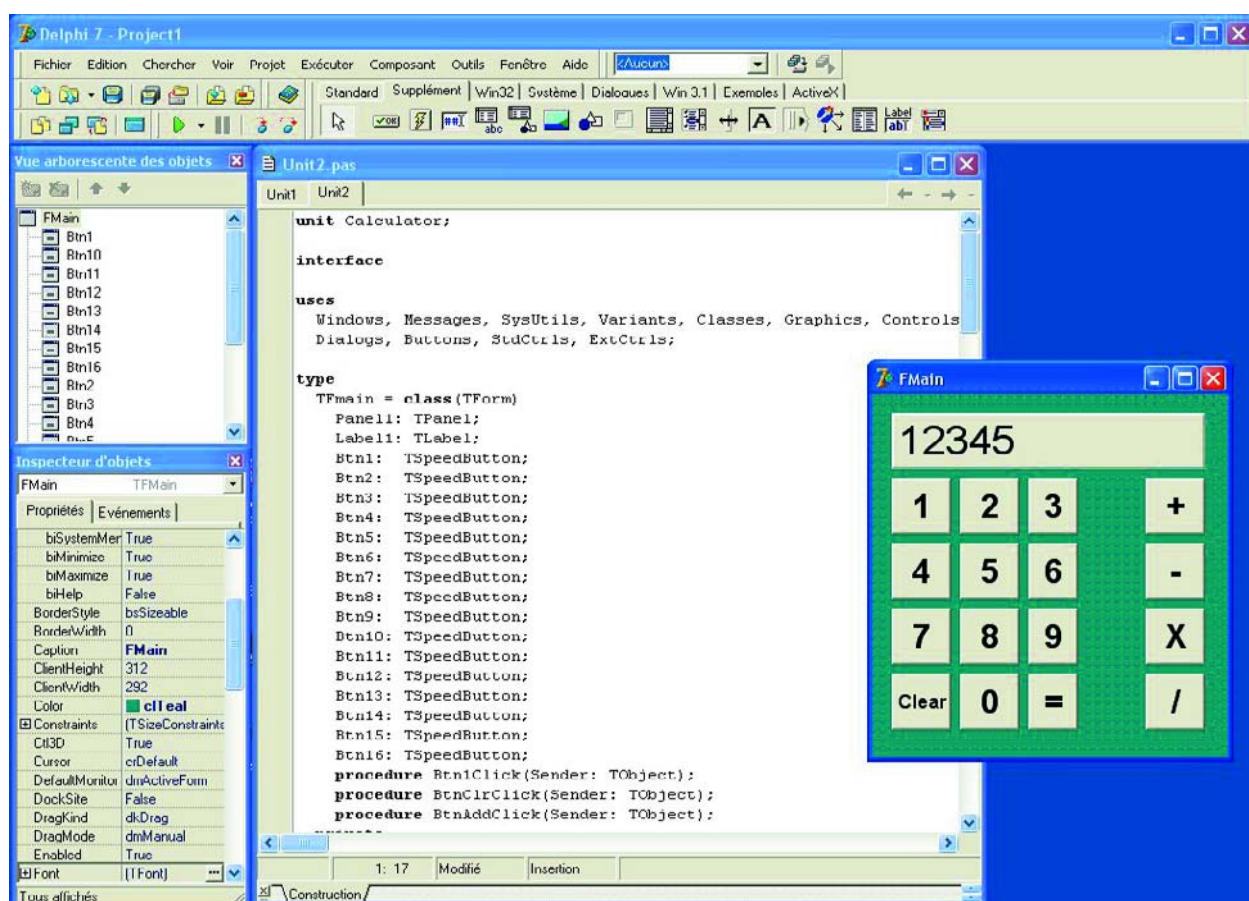 Delphi 7 - Project1
Fichier Edition Chercher Voir Projet Exécuter Composant Outils Fenêtre Aide <Aucun>
Standard Supplément Win32 Système Dialogues Win 3.1 Exemples ActiveX
OK ##I abc A Label abI
Vue arborescente des objets
FMain
Btn1
Btn10
Btn11
Btn12
Btn13
Btn14
Btn15
Btn16
Btn2
Btn3
Btn4
Btn5
Inspecteur d'objets
FMain TFMain
Propriétés Evénements
biSystemMer True
biMinimize True
biMaximize True
biHelp False
BorderStyle bsSizeable
BorderWidth 0
Caption FMain
ClientHeight 312
ClientWidth 292
Color clTeal
Constraints (TSizeConstraints
Ctl3D True
Cursor crDefault
DefaultMonitor dmActiveForm
DockSite False
DragKind dkDrag
DragMode dmManual
Enabled True
Font (TFont) ...
Tous affichés
Unit2.pas
Unit1 Unit2
unit Calculator;
interface
uses
Windows, Messages, SysUtils, Variants, Classes, Graphics, Controls
Dialogs, Buttons, StdCtrls, ExtCtrls;
type
TFmain = class(TForm)
Panel1: TPanel;
Label1: TLabel;
Btn1: TSpeedButton;
Btn2: TSpeedButton;
Btn3: TSpeedButton;
Btn4: TSpeedButton;
Btn5: TSpeedButton;
Btn6: TSpeedButton;
Btn7: TSpeedButton;
Btn8: TSpeedButton;
Btn9: TSpeedButton;
Btn10: TSpeedButton;
Btn11: TSpeedButton;
Btn12: TSpeedButton;
Btn13: TSpeedButton;
Btn14: TSpeedButton;
Btn15: TSpeedButton;
Btn16: TSpeedButton;
procedure Btn1Click(Sender: TObject);
procedure BtnClrClick(Sender: TObject);
procedure BtnAddClick(Sender: TObject);
1: 17 Modifié Insertion
Construction
FMain
12345
1 2 3 +
4 5 6 -
7 8 9 X
Clear 0 = /